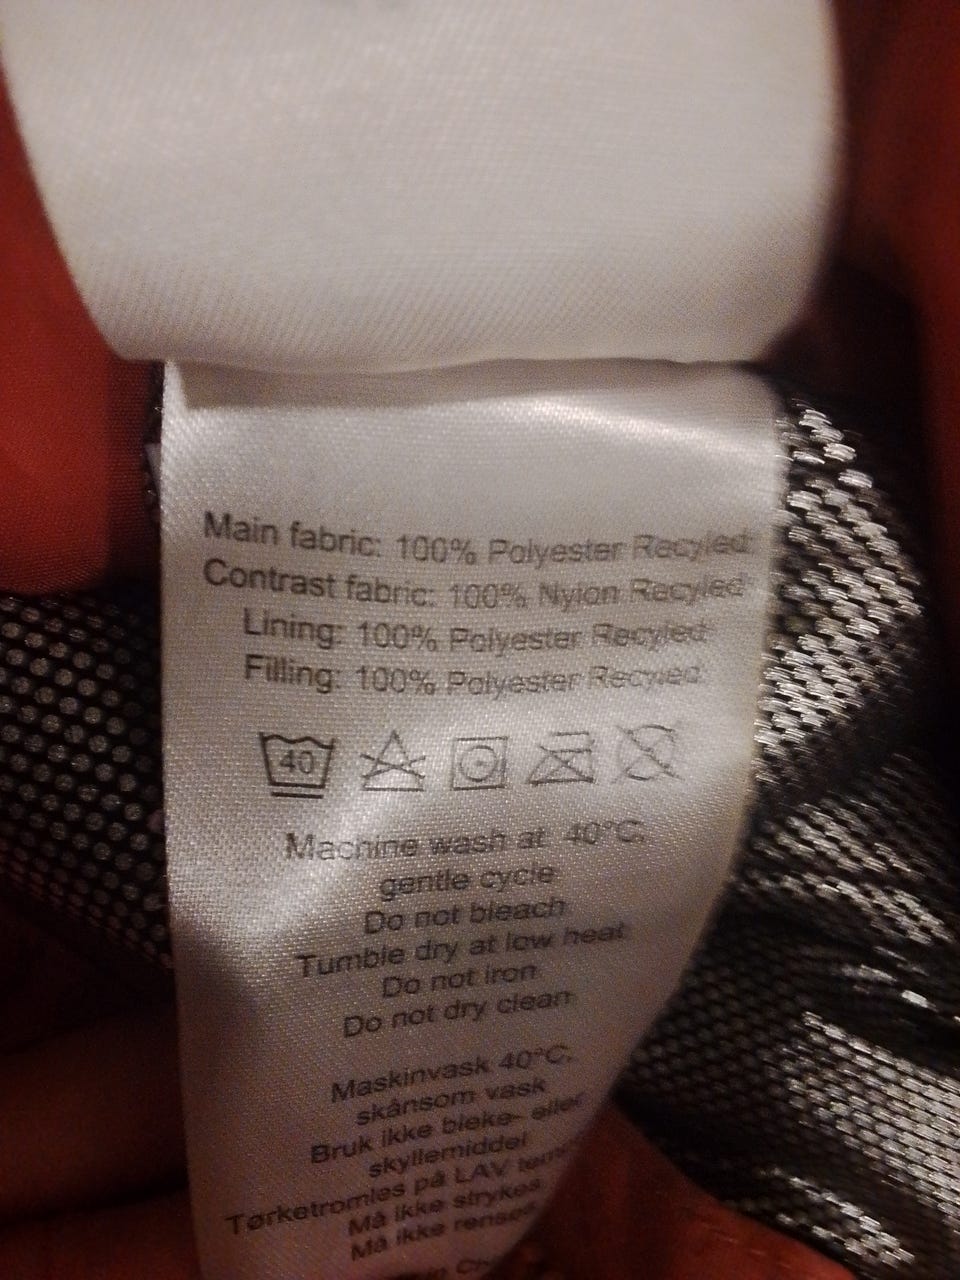 Main fabric: 100% Polyester Recyled
Contrast fabric: 100% Nylon Recyled
Lining: 100% Polyester Recyled
Filling: 100% Polyester Recyled
40
Machine wash at 40°C,
gentle cycle
Do not bleach
Tumble dry at low heat
Do not iron
Do not dry clean
Maskinvask 40°C,
skånsom vask
Bruk ikke bleke- eller
skyllemiddel
Tørketromles på LAV
Må ikke strykes
Må ikke renses